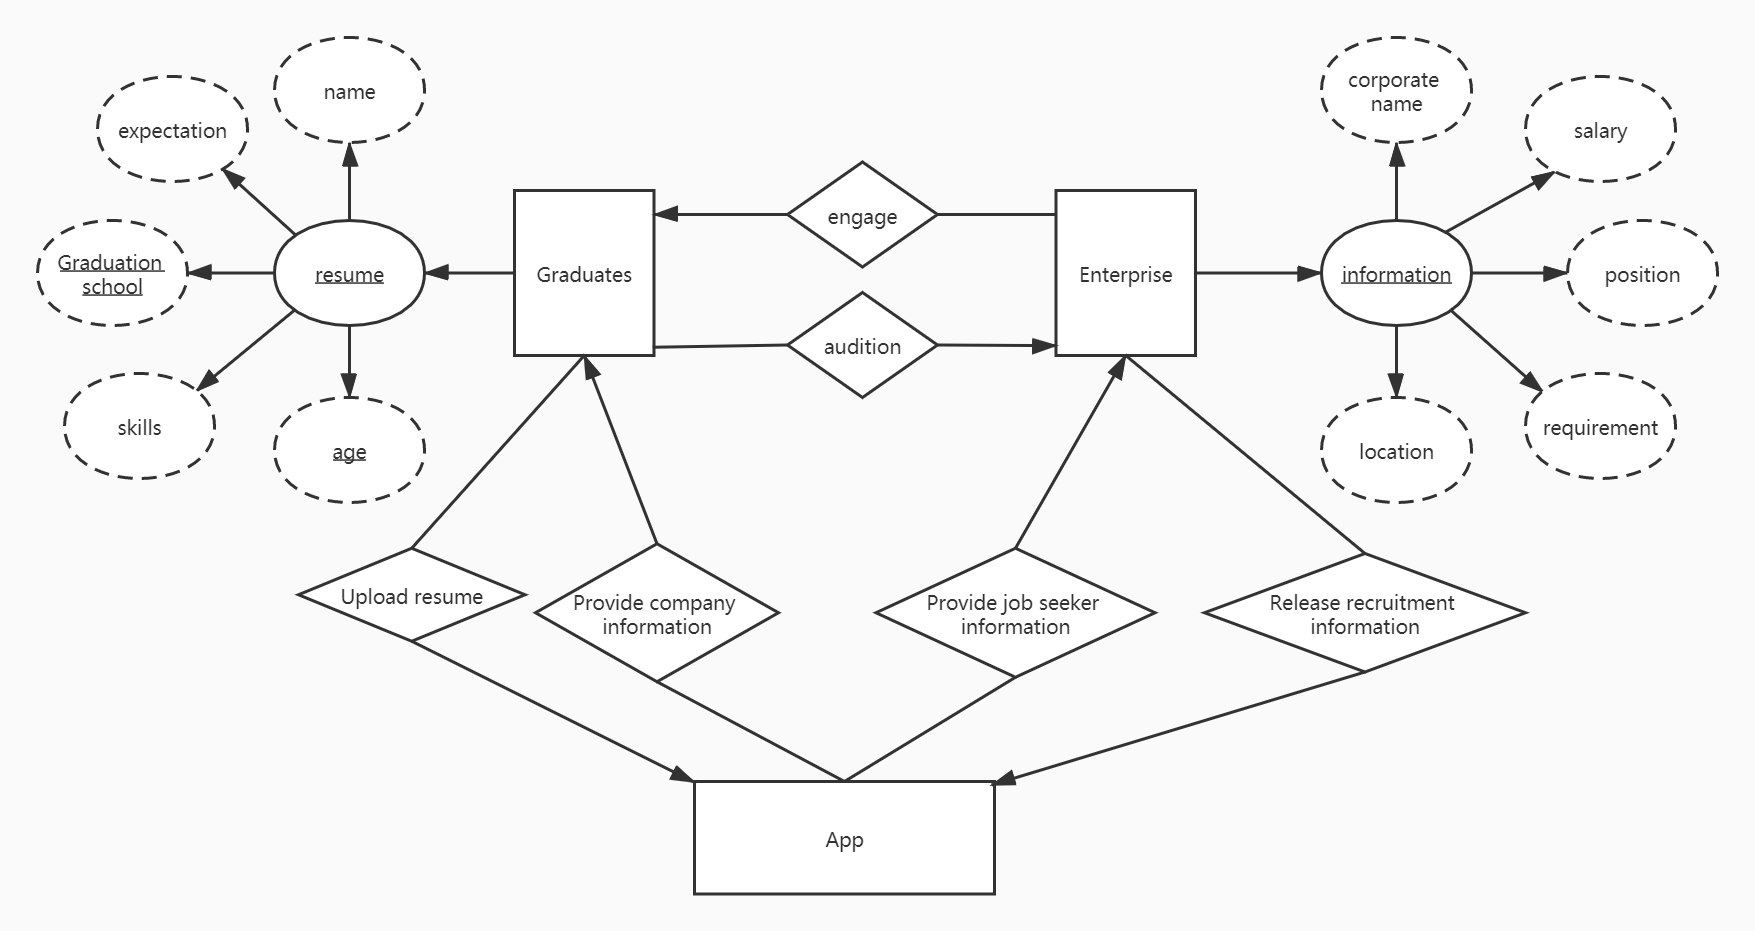 name
corporate
name
expectation
salary
engage
Graduation
school
resume
Graduates
Enterprise
information
position
audition
skills
age
location
requirement
Upload resume
Provide company
information
Provide job seeker
information
Release recruitment
information
App